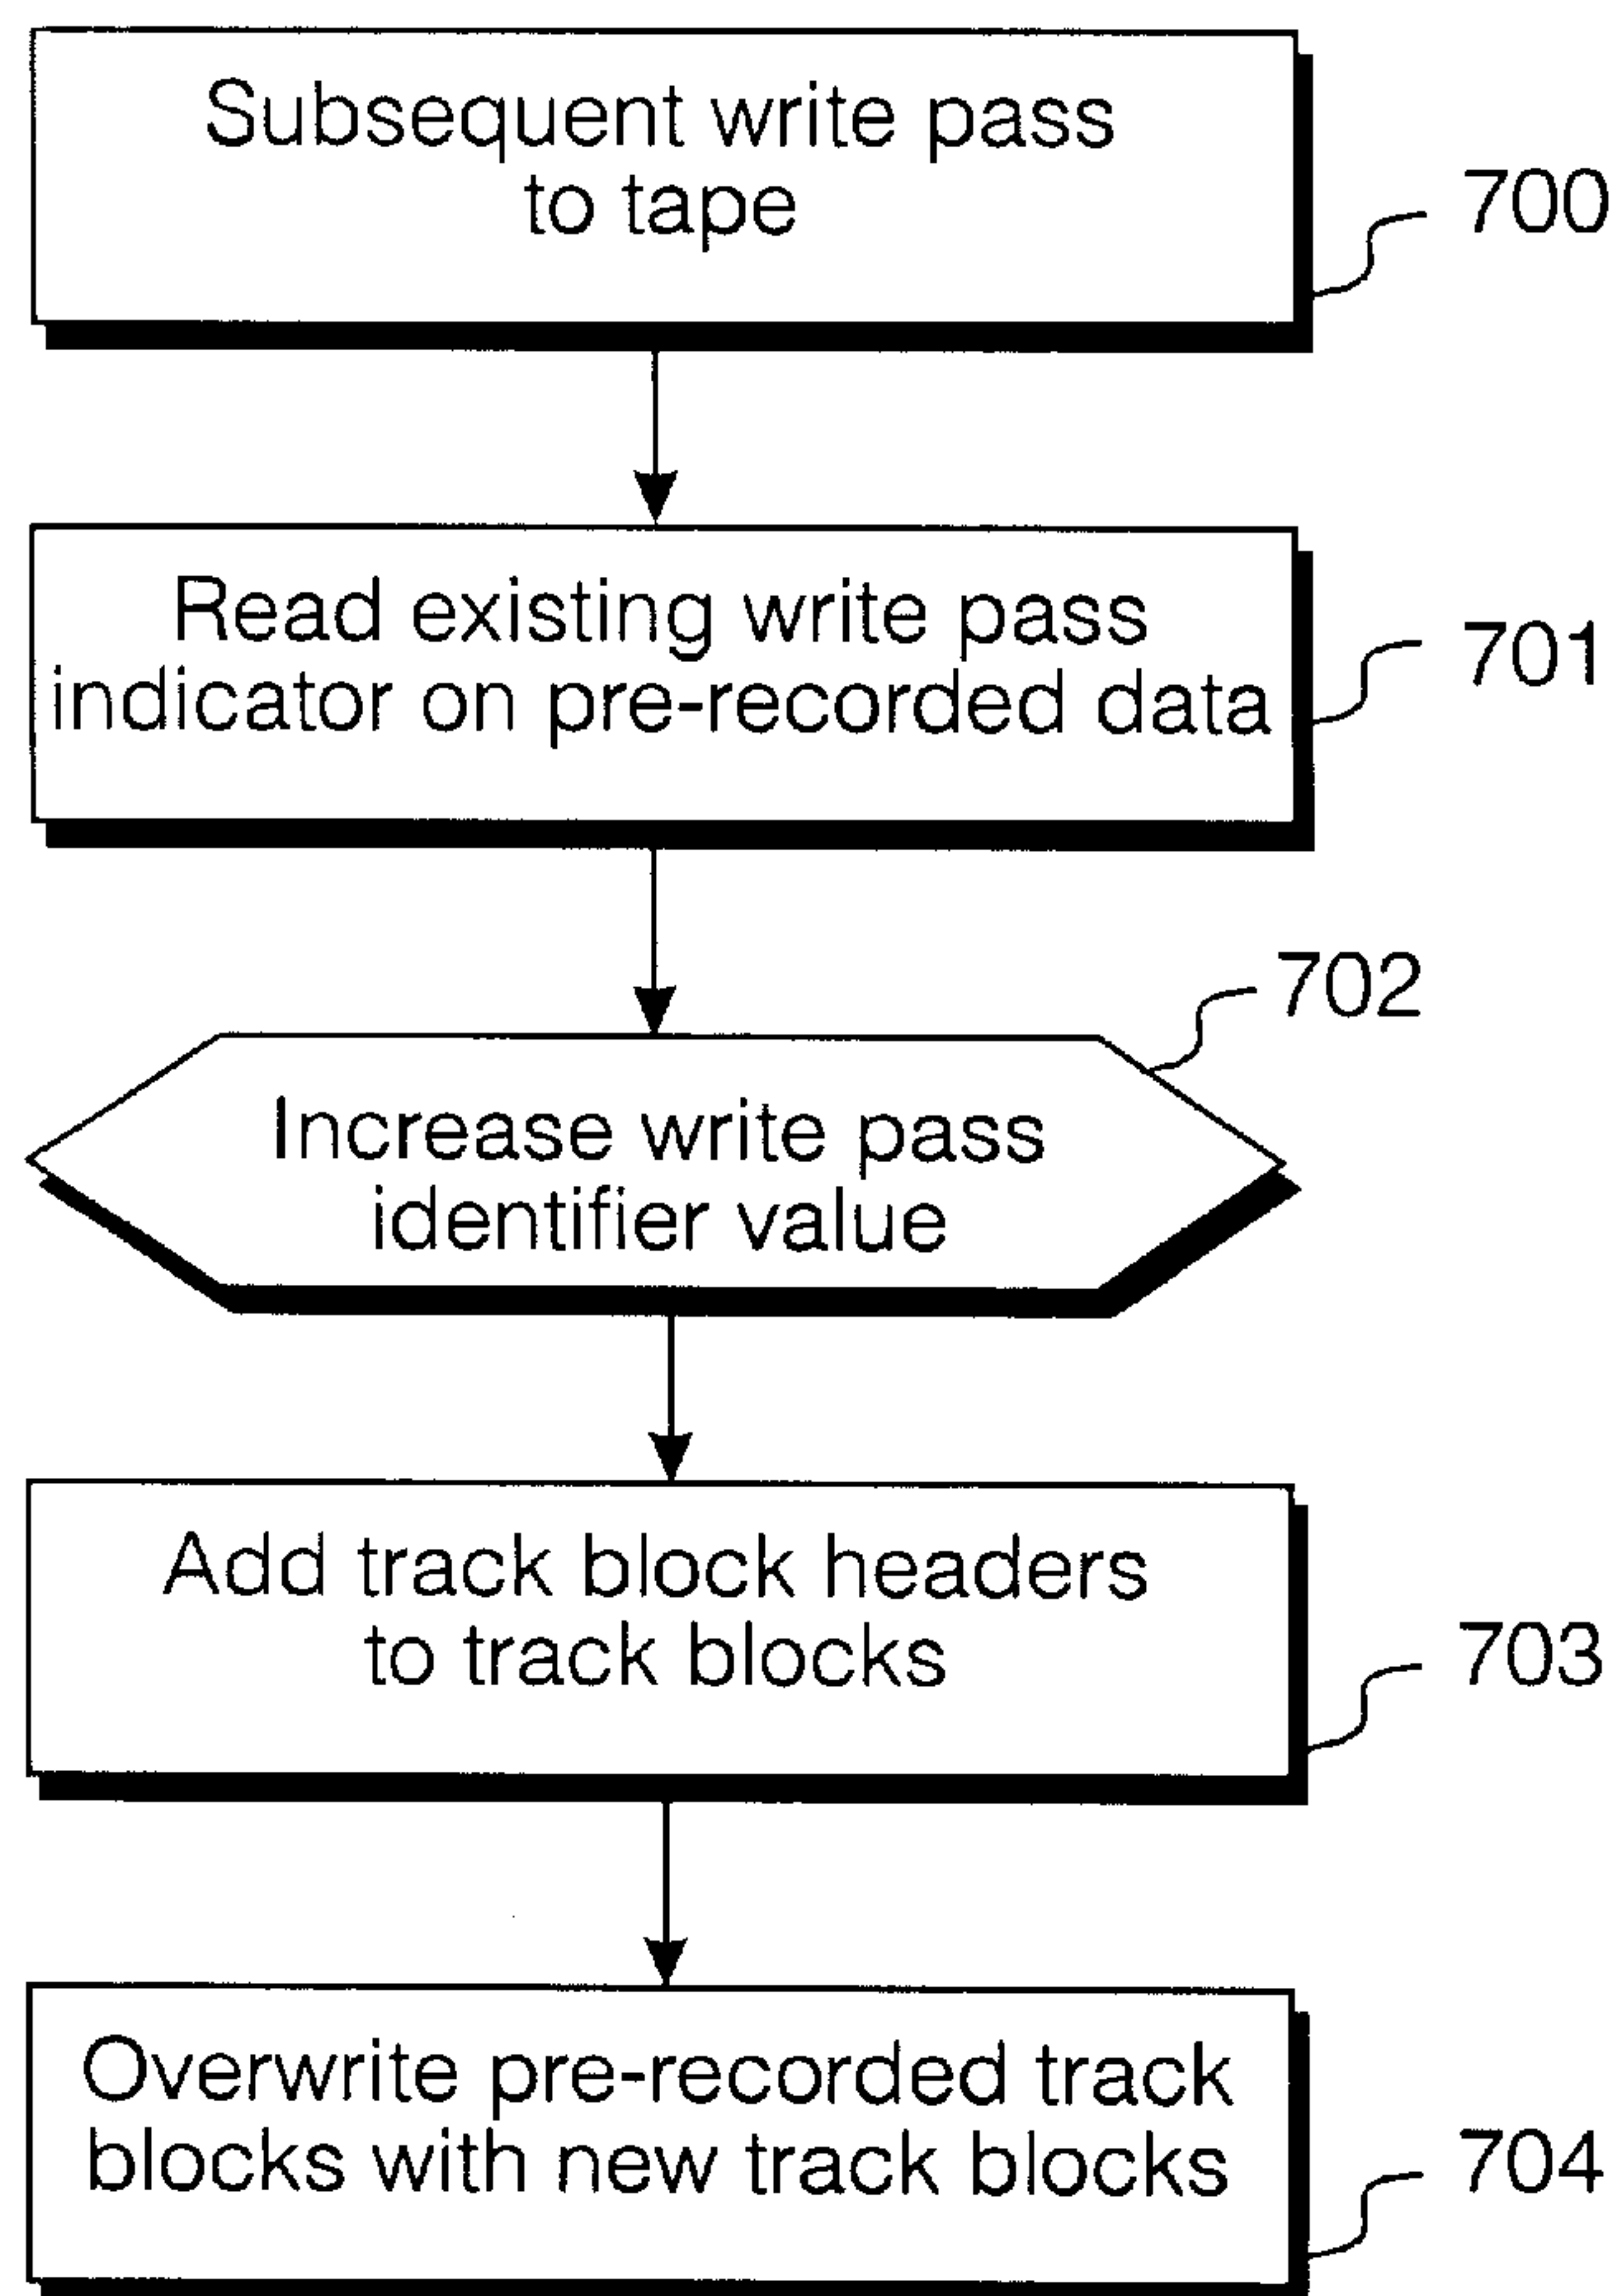 Subsequent write pass
to tape
700
Read existing write pass
indicator on pre-recorded data
701
702
Increase write pass
identifier value
Add track block headers
to track blocks
703
Overwrite pre-recorded track
blocks with new track blocks
704